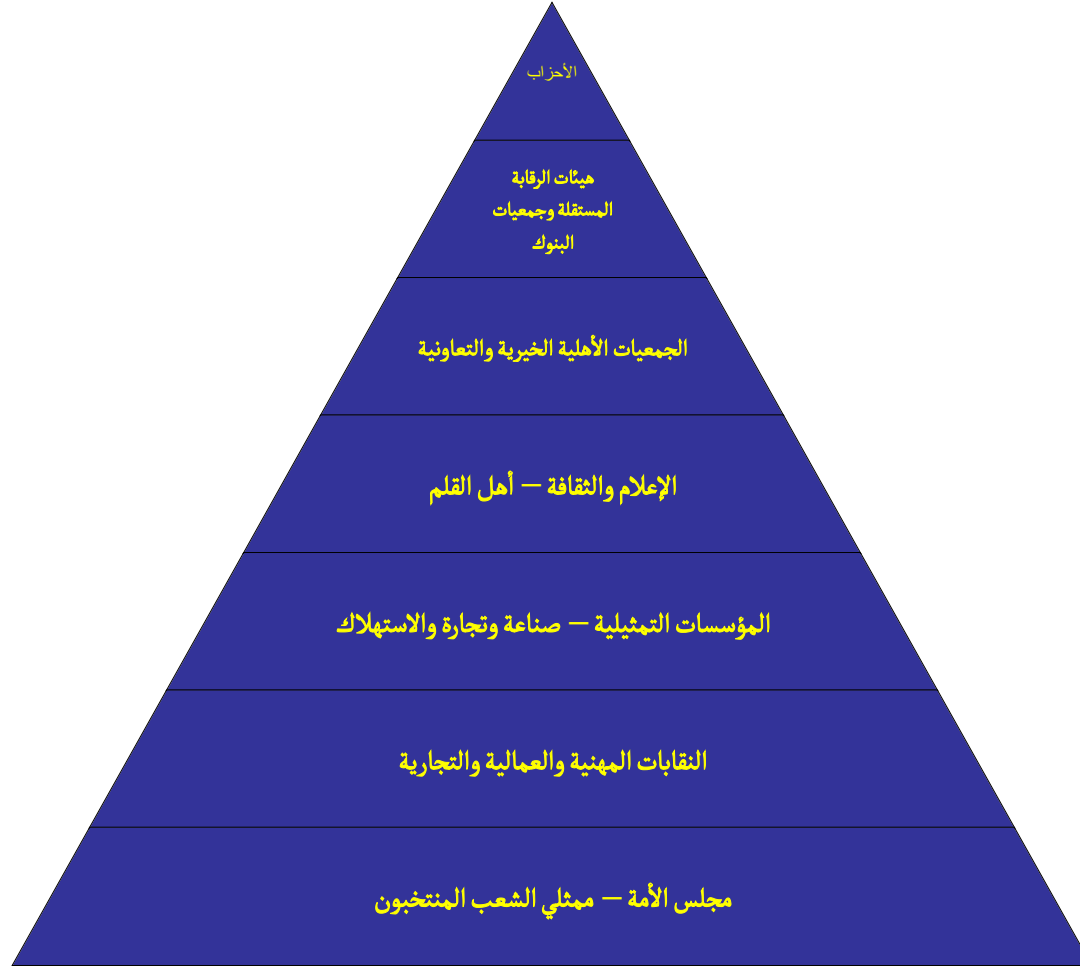 الأحزاب
هيئات الرقابة
المستقلة وجمعيات
البنوك
الجمعيات الأهلية الخيرية والتعاونية
الإعلام والثقافة – أهل القلم
المؤسسات التمثيلية – صناعة وتجارة والاستهلاك
النقابات المهنية والعمالية والتجارية
مجلس الأمة – ممثلي الشعب المنتخبون